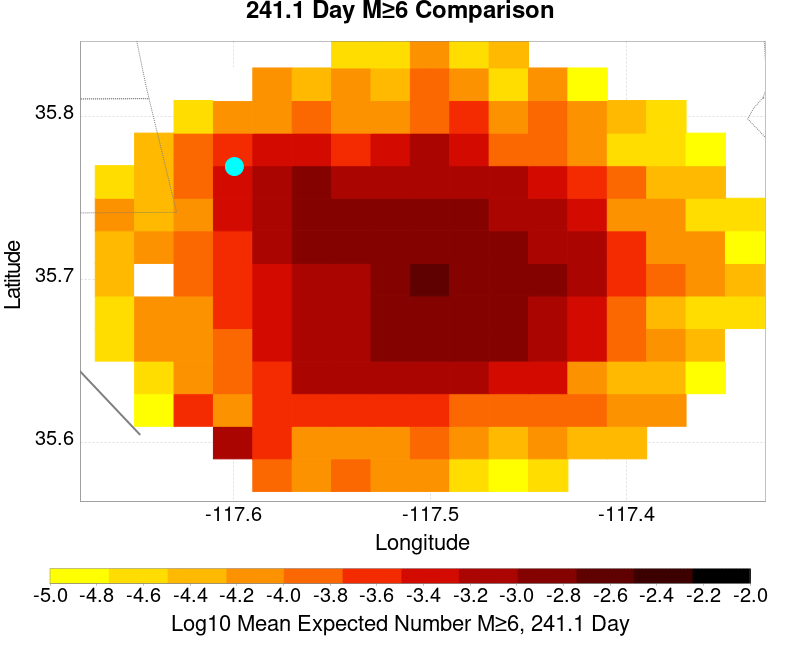 241.1 Day M≥6 Comparison
35.8
35.7
35.6
Latitude
-117.6 -117.5 -117.4
Longitude
-5.0 -4.8 -4.6 -4.4 -4.2 -4.0 -3.8 -3.6 -3.4 -3.2 -3.0 -2.8 -2.6 -2.4 -2.2 -2.0
Log10 Mean Expected Number M≥6, 241.1 Day